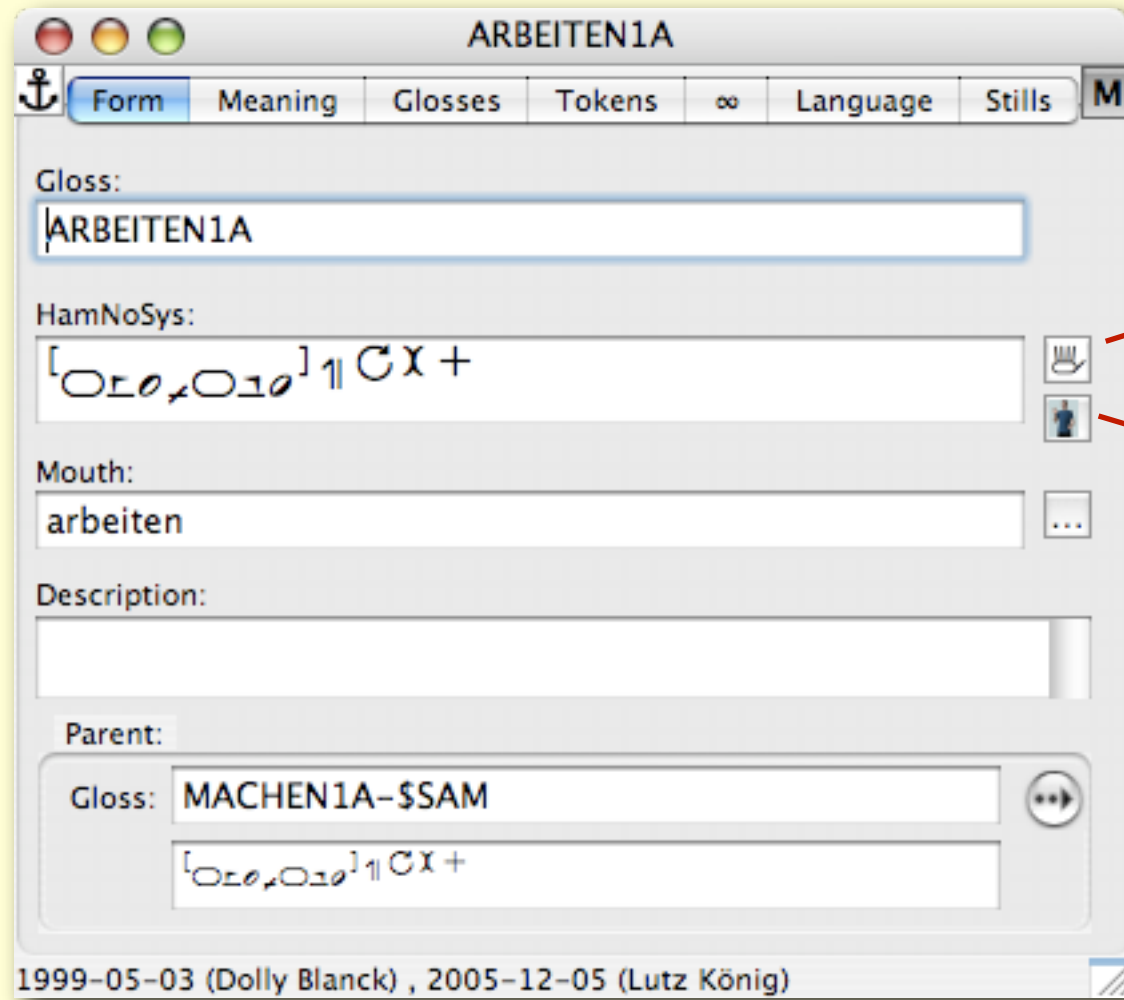 ARBEITEN1A
Form Meaning Glosses Tokens ∞ Language Stills M
Gloss:
ARBEITEN1A
HamNoSys:
Mouth:
arbeiten
...
Description:
Parent:
Gloss: MACHEN1A-$SAM
1999-05-03 (Dolly Blanck) , 2005-12-05 (Lutz König)